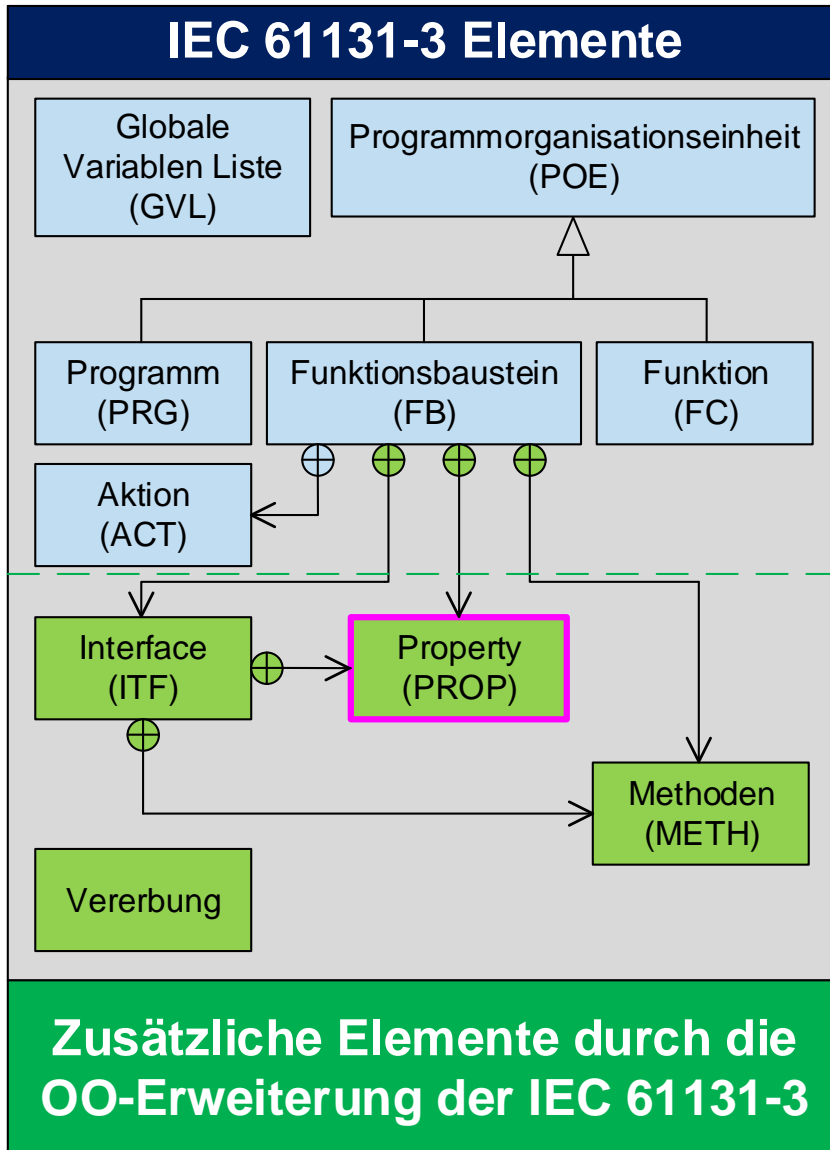 IEC 61131-3 Elemente
Globale
Variablen Liste
(GVL)
Programmorganisationseinheit
(POE)
Programm
(PRG)
Funktionsbaustein
(FB)
Funktion
(FC)
Aktion
(ACT)
Interface
(ITF)
Property
(PROP)
Methoden
(METH)
Vererbung
Zusätzliche Elemente durch die
OO-Erweiterung der IEC 61131-3